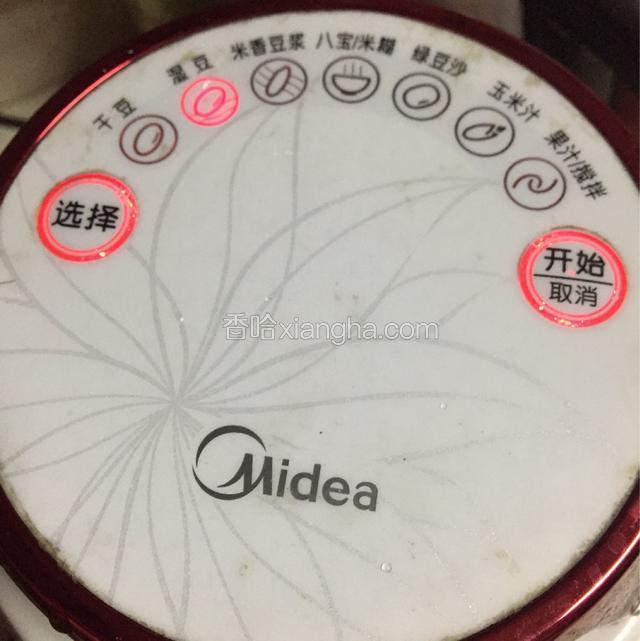 干豆
湿豆
米香豆浆
八宝/米糊
绿豆沙
玉米汁
果汁/搅拌
选择
开始
取消
香哈xiangha.com
Midea